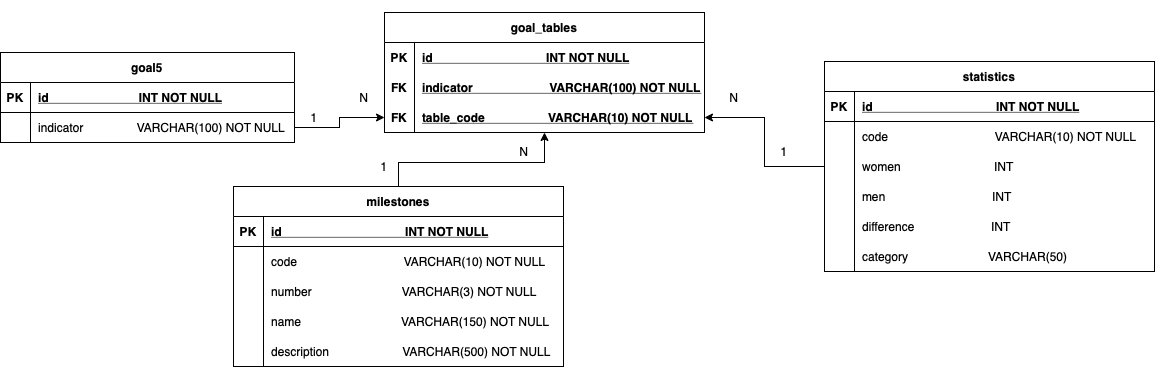 goal_tables
PK id INT NOT NULL
FK indicator VARCHAR(100) NOT NULL
FK table_code VARCHAR(10) NOT NULL
goal5
PK id INT NOT NULL
indicator VARCHAR(100) NOT NULL
1
N
statistics
PK id INT NOT NULL
code VARCHAR(10) NOT NULL
women INT
men INT
difference INT
category VARCHAR(50)
N
1
N
1
milestones
PK id INT NOT NULL
code VARCHAR(10) NOT NULL
number VARCHAR(3) NOT NULL
name VARCHAR(150) NOT NULL
description VARCHAR(500) NOT NULL